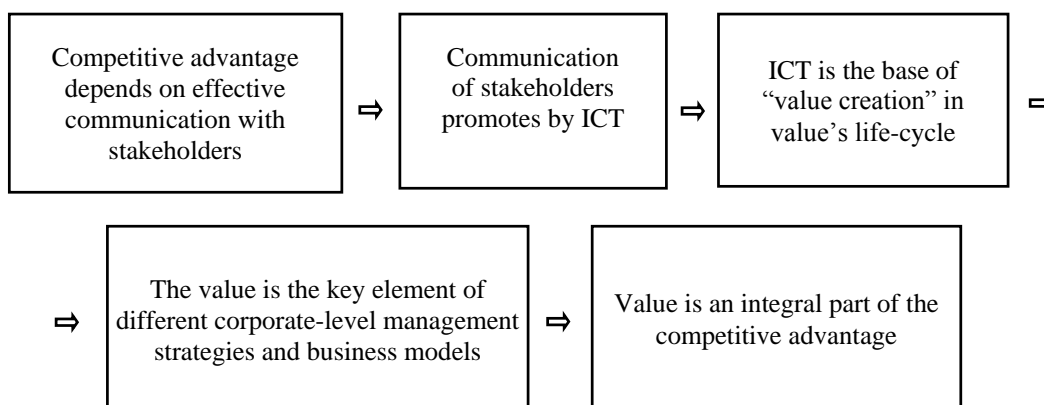 Competitive advantage
depends on effective
communication with
stakeholders
⇨
Communication
of stakeholders
promotes by ICT
⇨
ICT is the base of
“value creation” in
value’s life-cycle
⇨
⇨
The value is the key element of
different corporate-level management
strategies and business models
⇨
Value is an integral part of the
competitive advantage